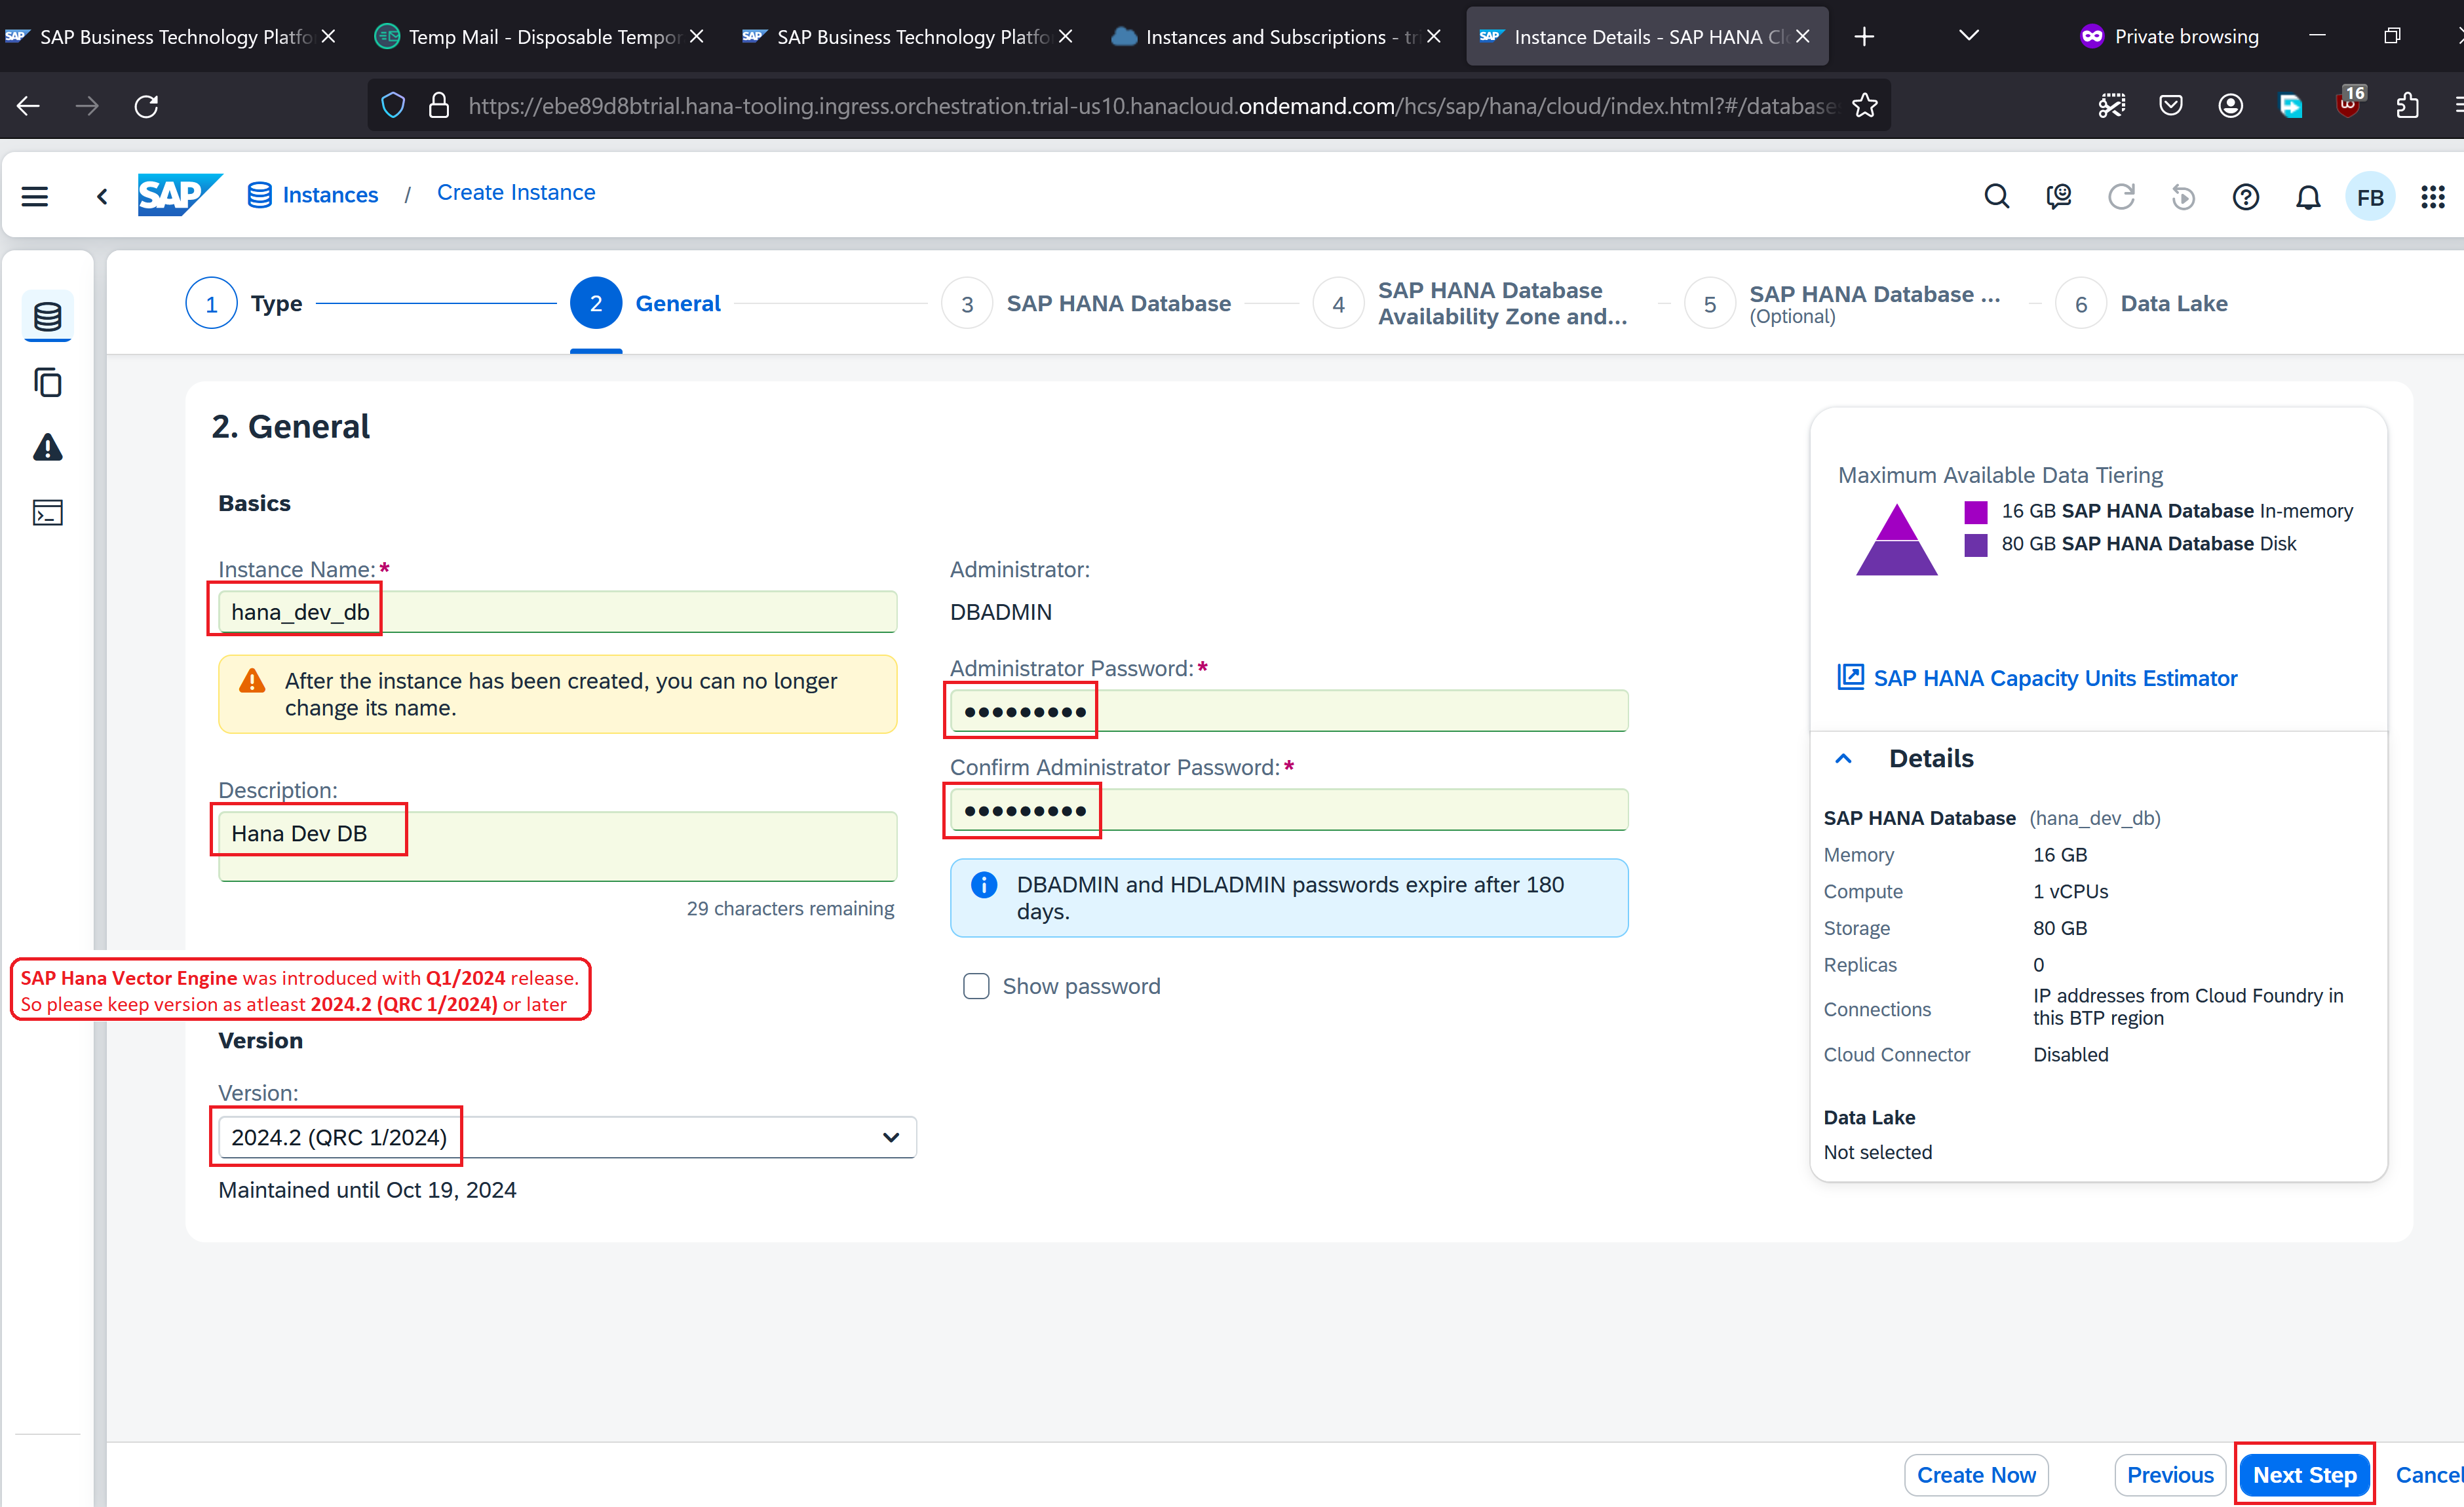 SAP Business Technology Platfo
Temp Mail - Disposable Tempor
SAP Business Technology Platfo
Instances and Subscriptions - tr
Instance Details - SAP HANA Cl
Private browsing
https://ebe89d8btrial.hana-tooling.ingress.orchestration.trial-us10.hanacloud.ondemand.com/hcs/sap/hana/cloud/index.html?#/database
16
SAP
Instances / Create Instance
FB
1 Type
2 General
3 SAP HANA Database
4 SAP HANA Database
Availability Zone and...
5 SAP HANA Database ...
(Optional)
6 Data Lake
2. General
Basics
Instance Name:*
hana_dev_db
After the instance has been created, you can no longer
change its name.
Description:
Hana Dev DB
29 characters remaining
Administrator:
DBADMIN
Administrator Password:*
Confirm Administrator Password:*
DBADMIN and HDLADMIN passwords expire after 180
days.
Show password
SAP Hana Vector Engine was introduced with Q1/2024 release.
So please keep version as atleast 2024.2 (QRC 1/2024) or later
Version
Version:
2024.2 (QRC 1/2024)
Maintained until Oct 19, 2024
Maximum Available Data Tiering
16 GB SAP HANA Database In-memory
80 GB SAP HANA Database Disk
SAP HANA Capacity Units Estimator
Details
SAP HANA Database (hana_dev_db)
Memory 16 GB
Compute 1 vCPUs
Storage 80 GB
Replicas 0
Connections IP addresses from Cloud Foundry in
this BTP region
Cloud Connector Disabled
Data Lake
Not selected
Create Now
Previous
Next Step
Cancel